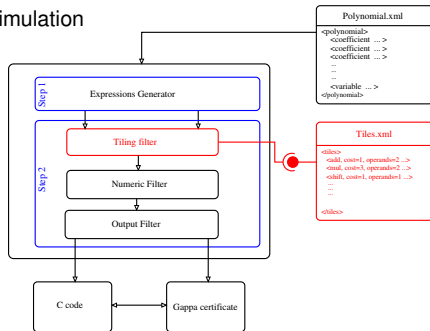 imulation
Polynomial.xml
<polynomial>
<coefficient ... >
<coefficient ... >
<coefficient ... >
...
...
<variable ... >
</polynomial>
Step 1
Expressions Generator
Step 2
Tiling filter
Numeric Filter
Output Filter
Tiles.xml
<tiles>
<add, cost=1, operands=2 ...>
<mul, cost=3, operands=2 ...>
<shift, cost=1, operands=1 ...>
...
...
...
</tiles>
C code
Gappa certificate